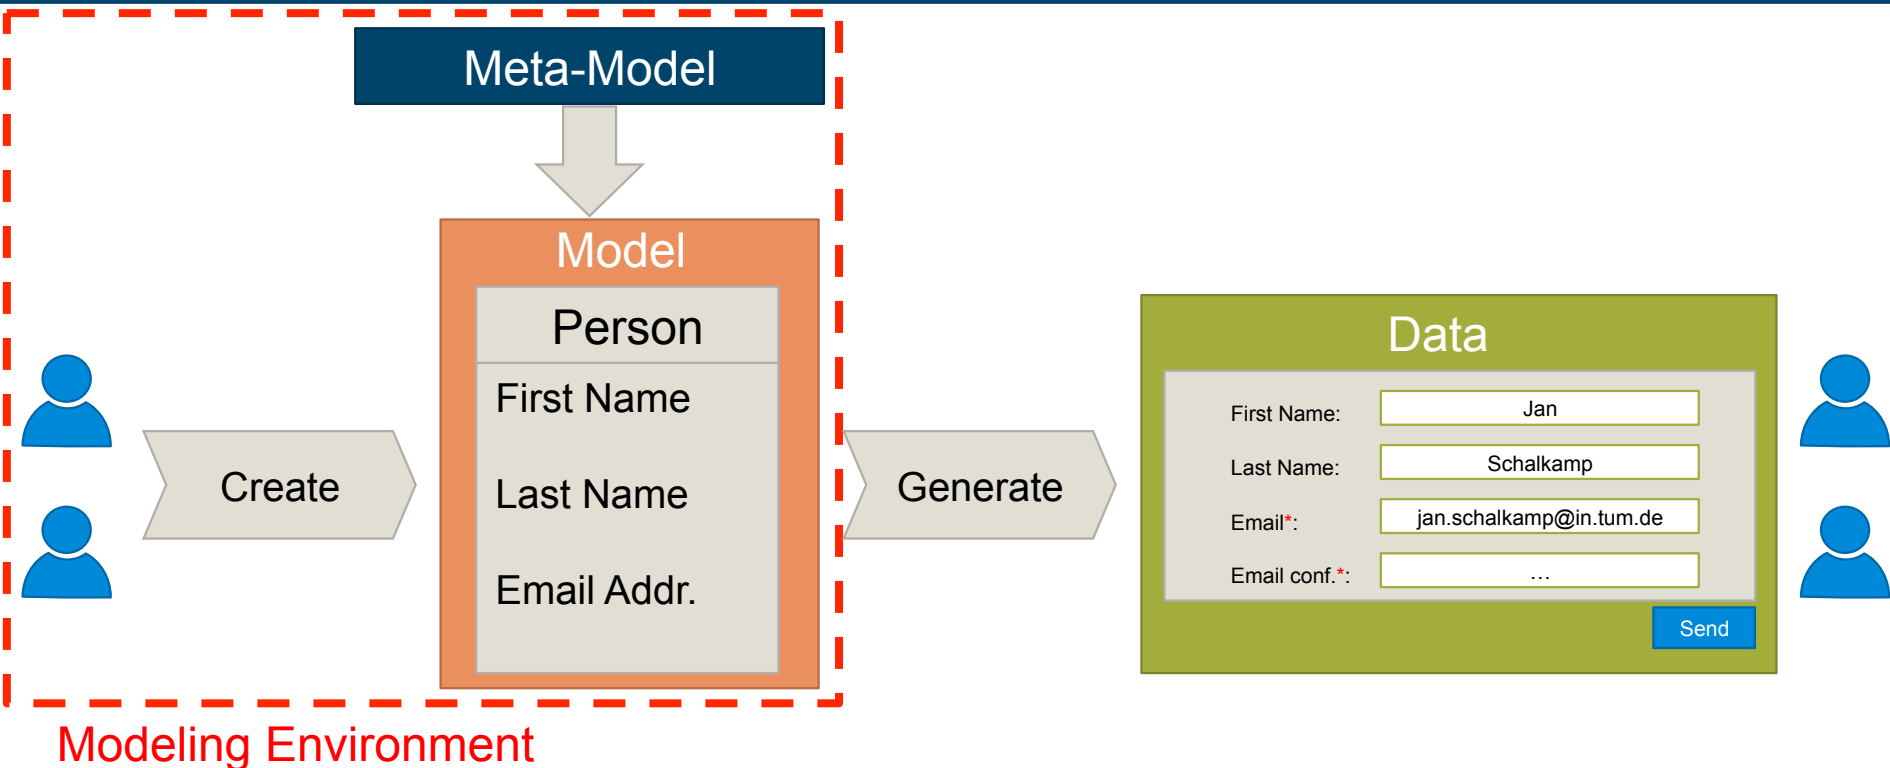 Meta-Model
Model
Person
First Name
Last Name
Email Addr.
Create
Generate
Data
First Name:
Jan
Last Name:
Schalkamp
Email*:
jan.schalkamp@in.tum.de
Email conf.*:
…
Send
Modeling Environment